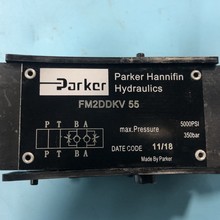 Parker
Parker Hannifin
Hydraulics
FM2DDKV 55
P T B A
P T B A
max.Pressure
5000PSI
350bar
DATE CODE 11/18
Made By Parker